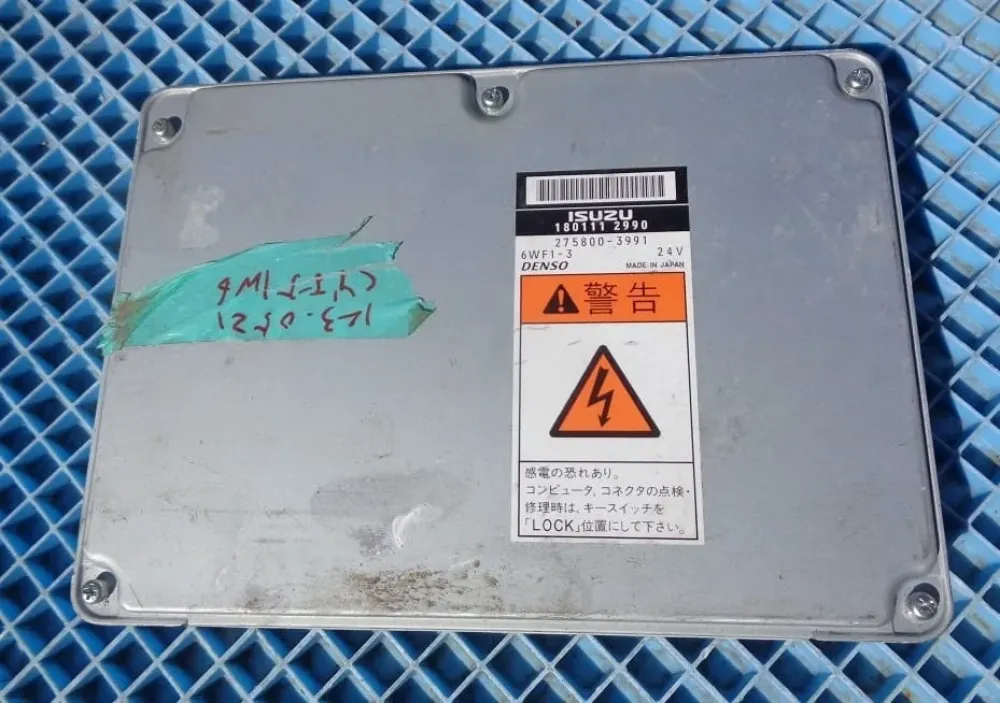 ISUZU
180111 2990
275800-3991
6WF1-3 24V
DENSO MADE IN JAPAN
警告
感電の恐れあり。
コンピュータ、コネクタの点検・
修理時は、キースイッチを
「LOCK」位置にして下さい。